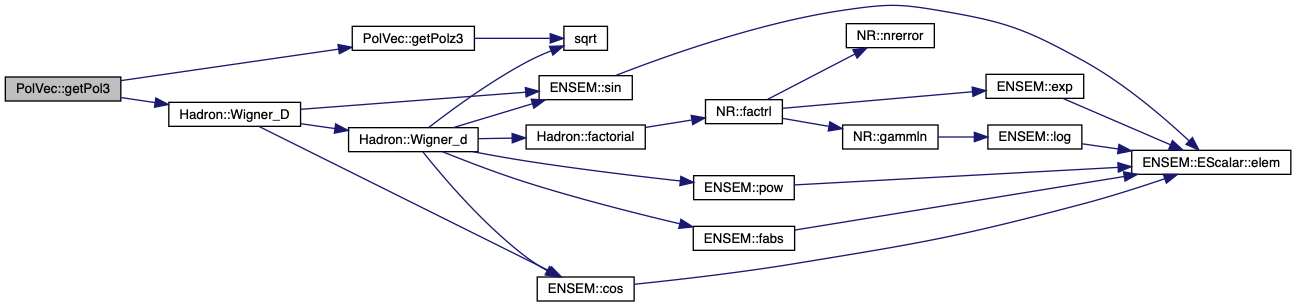 PolVec::getPol3
PolVec::getPolz3
Hadron::Wigner_D
sqrt
ENSEM::sin
Hadron::Wigner_d
Hadron::factorial
NR::factrl
NR::nrerror
ENSEM::exp
NR::gammln
ENSEM::log
ENSEM::EScalar::elem
ENSEM::pow
ENSEM::fabs
ENSEM::cos